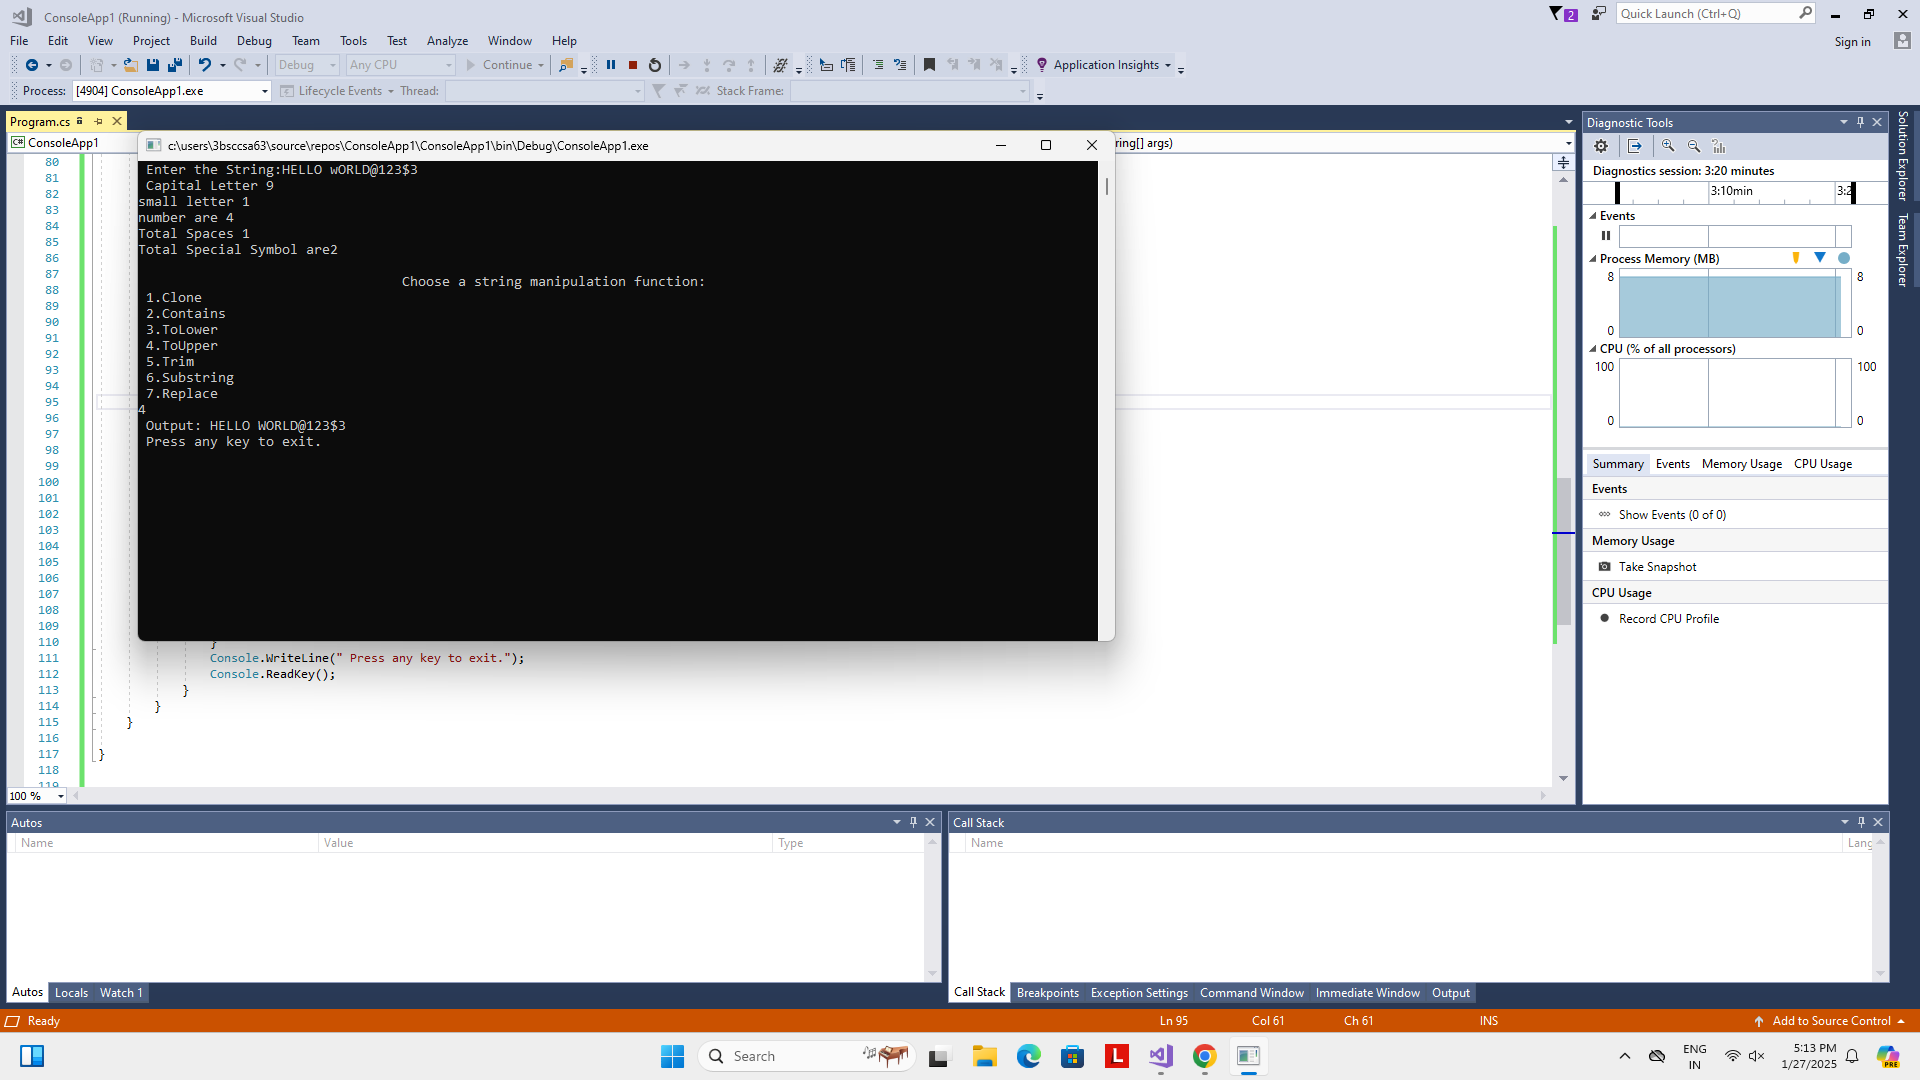 ConsoleApp1 (Running) - Microsoft Visual Studio
2
Quick Launch (Ctrl+Q)
File Edit View Project Build Debug Team Tools Test Analyze Window Help
Sign in
Debug Any CPU Continue Application Insights
Process: [4904] ConsoleApp1.exe Lifecycle Events Thread: Stack Frame:
Program.cs
ConsoleApp1
ring[] args)
c:\users\3bsccsa63\source\repos\ConsoleApp1\ConsoleApp1\bin\Debug\ConsoleApp1.exe
Enter the String:HELLO wORLD@123$3
Capital Letter 9
small letter 1
number are 4
Total Spaces 1
Total Special Symbol are2
Choose a string manipulation function:
1.Clone
2.Contains
3.ToLower
4.ToUpper
5.Trim
6.Substring
7.Replace
4
Output: HELLO WORLD@123$3
Press any key to exit.
80
81
82
83
84
85
86
87
88
89
90
91
92
93
94
95
96
97
98
99
100
101
102
103
104
105
106
107
108
109
110 }
111 Console.WriteLine(" Press any key to exit.");
112 Console.ReadKey();
113 }
114 }
115 }
116
117 }
118
119
100 %
Diagnostic Tools
Diagnostics session: 3:20 minutes
3:10min 3:2
Events
Process Memory (MB)
8 8
0 0
CPU (% of all processors)
100 100
0 0
Summary Events Memory Usage CPU Usage
Events
Show Events (0 of 0)
Memory Usage
Take Snapshot
CPU Usage
Record CPU Profile
Solution Explorer
Team Explorer
Autos
Name Value Type
Autos Locals Watch 1
Call Stack
Name Lang
Call Stack Breakpoints Exception Settings Command Window Immediate Window Output
Ready Ln 95 Col 61 Ch 61 INS Add to Source Control
Search
L
ENG
IN
5:13 PM
1/27/2025
PRE